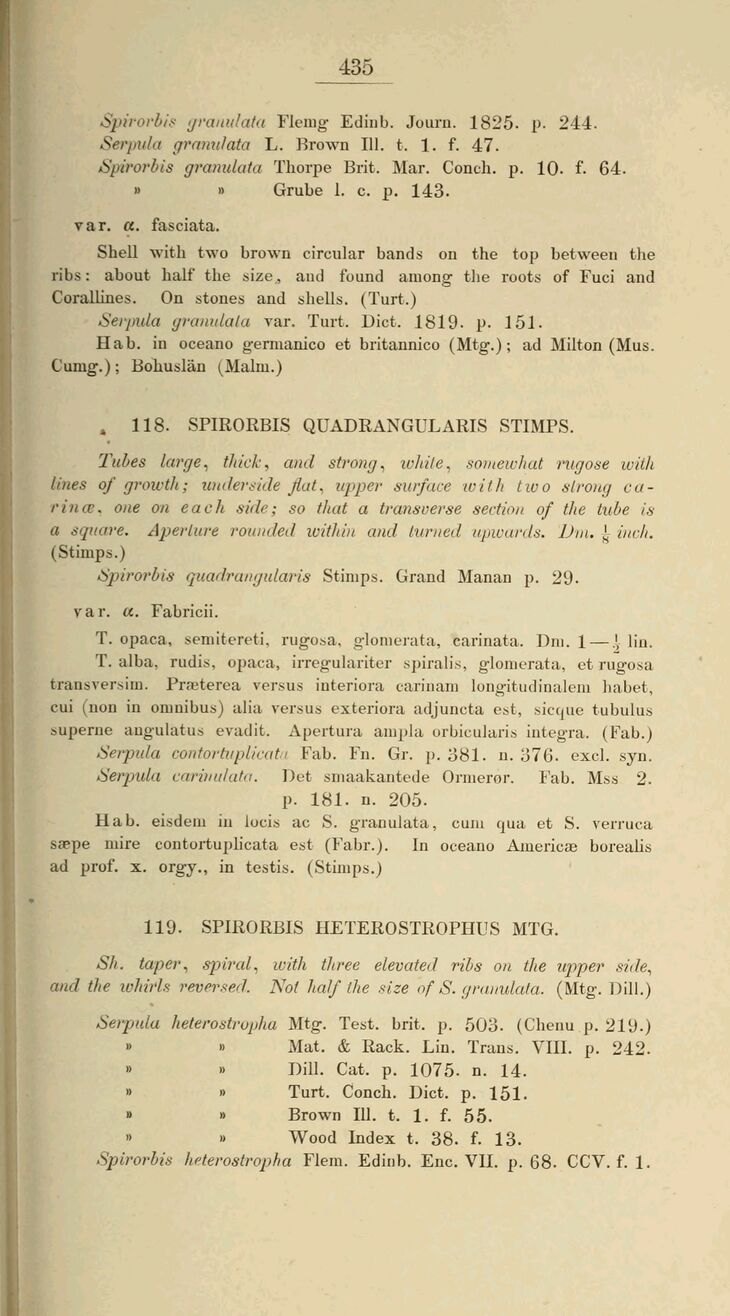 435
Spirorbis granulata Flemg Edinb. Journ. 1825. p. 244.
Serpula granulata L. Brown Ill. t. 1. f. 47.
Spirorbis granulata Thorpe Brit. Mar. Conch. p. 10. f. 64.
» » Grube l. c. p. 143.
var. α. fasciata.
Shell with two brown circular bands on the top between the
ribs: about half the size, and found among the roots of Fuci and
Corallines. On stones and shells. (Turt.)
Serpula granulata var. Turt. Dict. 1819. p. 151.
Hab. in oceano germanico et britannico (Mtg.); ad Milton (Mus.
Cumg.); Bohuslän (Malm.)
118. SPIRORBIS QUADRANGULARIS STIMPS.
Tubes large, thick, and strong, white, somewhat rugose with
lines of growth; underside flat, upper surface with two strong ca-
rinæ, one on each side; so that a transverse section of the tube is
a square. Aperture rounded within and turned upwards. Dm. ⅛ inch.
(Stimps.)
Spirorbis quadrangularis Stimps. Grand Manan p. 29.
var. α. Fabricii.
T. opaca, semitereti, rugosa, glomerata, carinata. Dm. 1—½ lin.
T. alba, rudis, opaca, irregulariter spiralis, glomerata, et rugosa
transversim. Præterea versus interiora carinam longitudinalem habet,
cui (non in omnibus) alia versus exteriora adjuncta est, sicque tubulus
superne angulatus evadit. Apertura ampla orbicularis integra. (Fab.)
Serpula contortuplicata Fab. Fn. Gr. p. 381. n. 376. excl. syn.
Serpula carinulata. Det smaakantede Ormeror. Fab. Mss 2.
p. 181. n. 205.
Hab. eisdem in locis ac S. granulata, cum qua et S. verruca
sæpe mire contortuplicata est (Fabr.). In oceano Americæ borealis
ad prof. x. orgy., in testis. (Stimps.)
119. SPIRORBIS HETEROSTROPHUS MTG.
Sh. taper, spiral, with three elevated ribs on the upper side,
and the whirls reversed. Not half the size of S. granulata. (Mtg. Dill.)
Serpula heterostropha Mtg. Test. brit. p. 503. (Chenu p. 219.)
» » Mat. & Rack. Lin. Trans. VIII. p. 242.
» » Dill. Cat. p. 1075. n. 14.
» » Turt. Conch. Dict. p. 151.
» » Brown Ill. t. 1. f. 55.
» » Wood Index t. 38. f. 13.
Spirorbis heterostropha Flem. Edinb. Enc. VII. p. 68. CCV. f. 1.